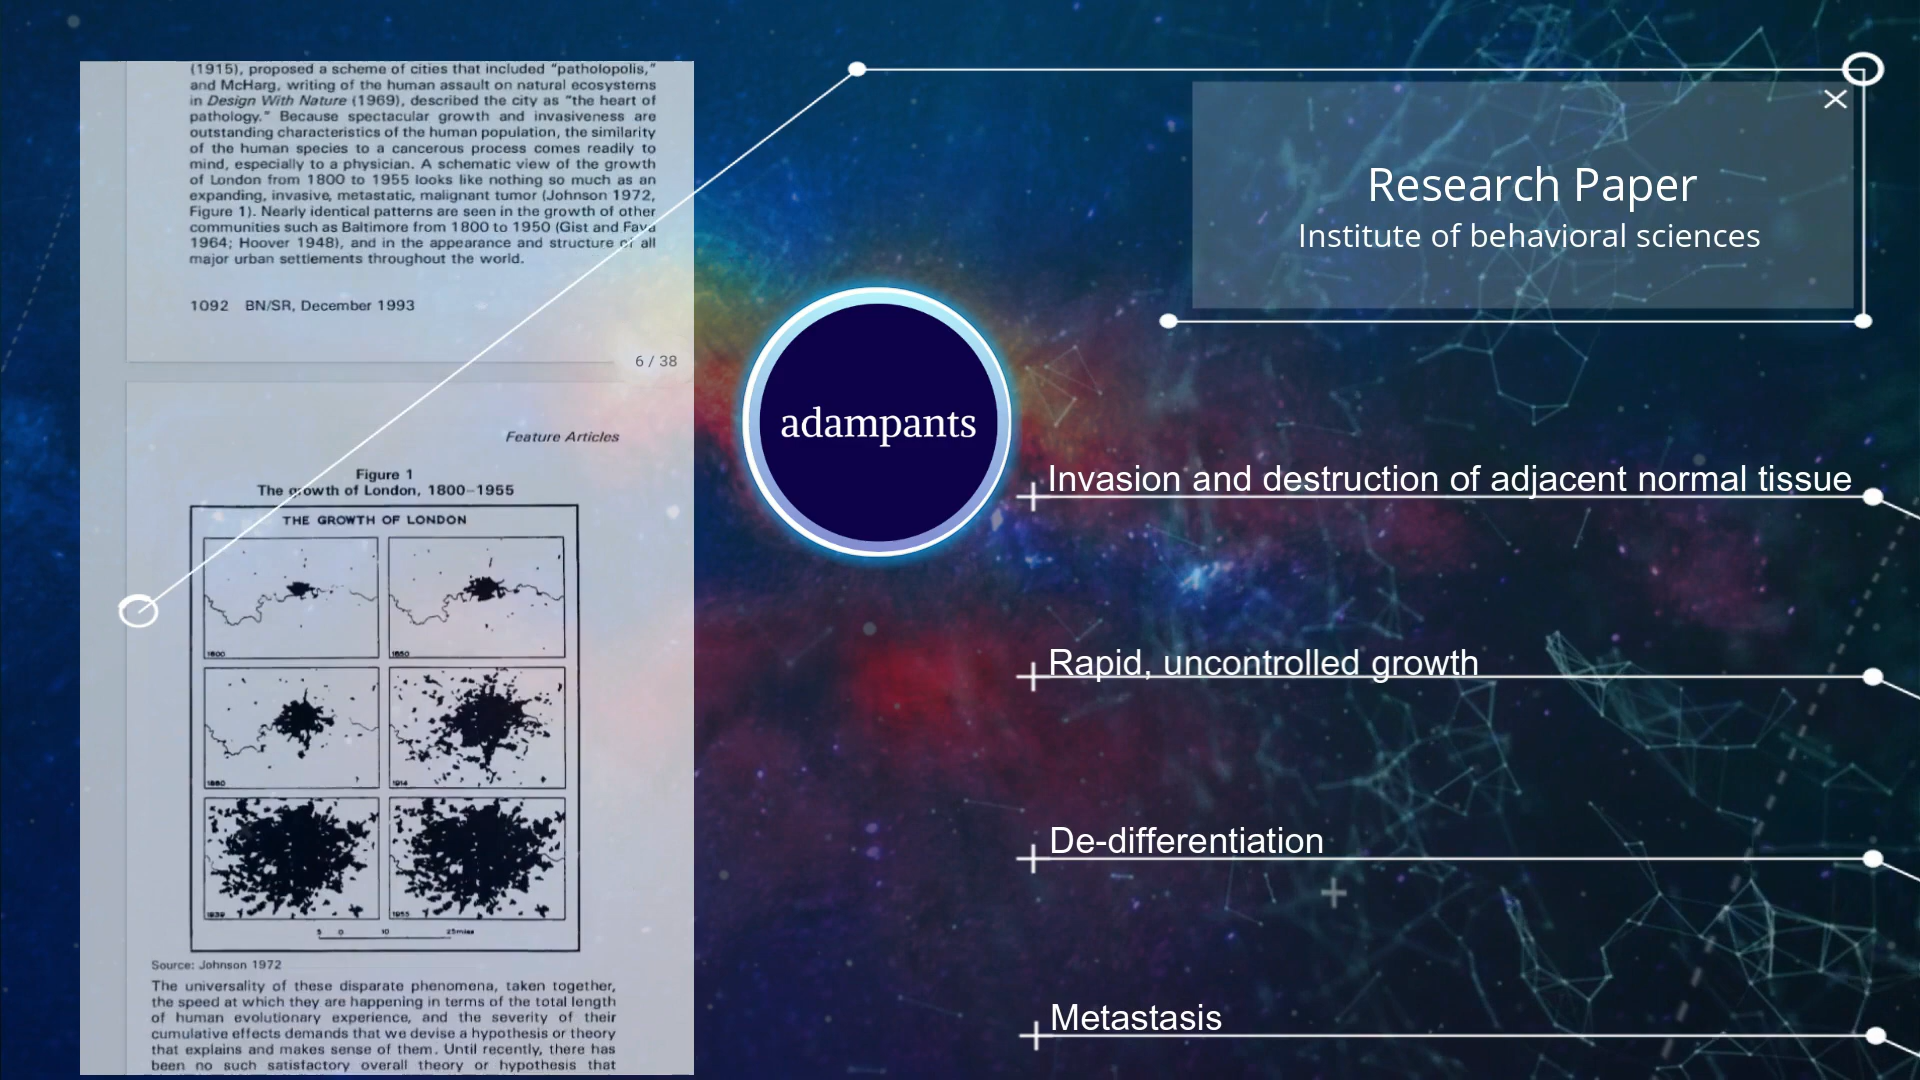 (1915), proposed a scheme of cities that included “patholopolis,”
and McHarg, writing of the human assault on natural ecosystems
in Design With Nature (1969), described the city as “the heart of
pathology.” Because spectacular growth and invasiveness are
outstanding characteristics of the human population, the similarity
of the human species to a cancerous process comes readily to
mind, especially to a physician. A schematic view of the growth
of London from 1800 to 1955 looks like nothing so much as an
expanding, invasive, metastatic, malignant tumor (Johnson 1972,
Figure 1). Nearly identical patterns are seen in the growth of other
communities such as Baltimore from 1800 to 1950 (Gist and Fava
1964; Hoover 1948), and in the appearance and structure of all
major urban settlements throughout the world.
1092 BN/SR, December 1993
6 / 38
Feature Articles
Figure 1
The growth of London, 1800–1955
THE GROWTH OF LONDON
1800
1850
1880
1914
1939
1955
5 0 10 25miles
Source: Johnson 1972
The universality of these disparate phenomena, taken together,
the speed at which they are happening in terms of the total length
of human evolutionary experience, and the severity of their
cumulative effects demands that we devise a hypothesis or theory
that explains and makes sense of them. Until recently, there has
been no such satisfactory overall theory or hypothesis that
adampants
Research Paper
Institute of behavioral sciences
Invasion and destruction of adjacent normal tissue
Rapid, uncontrolled growth
De-differentiation
Metastasis